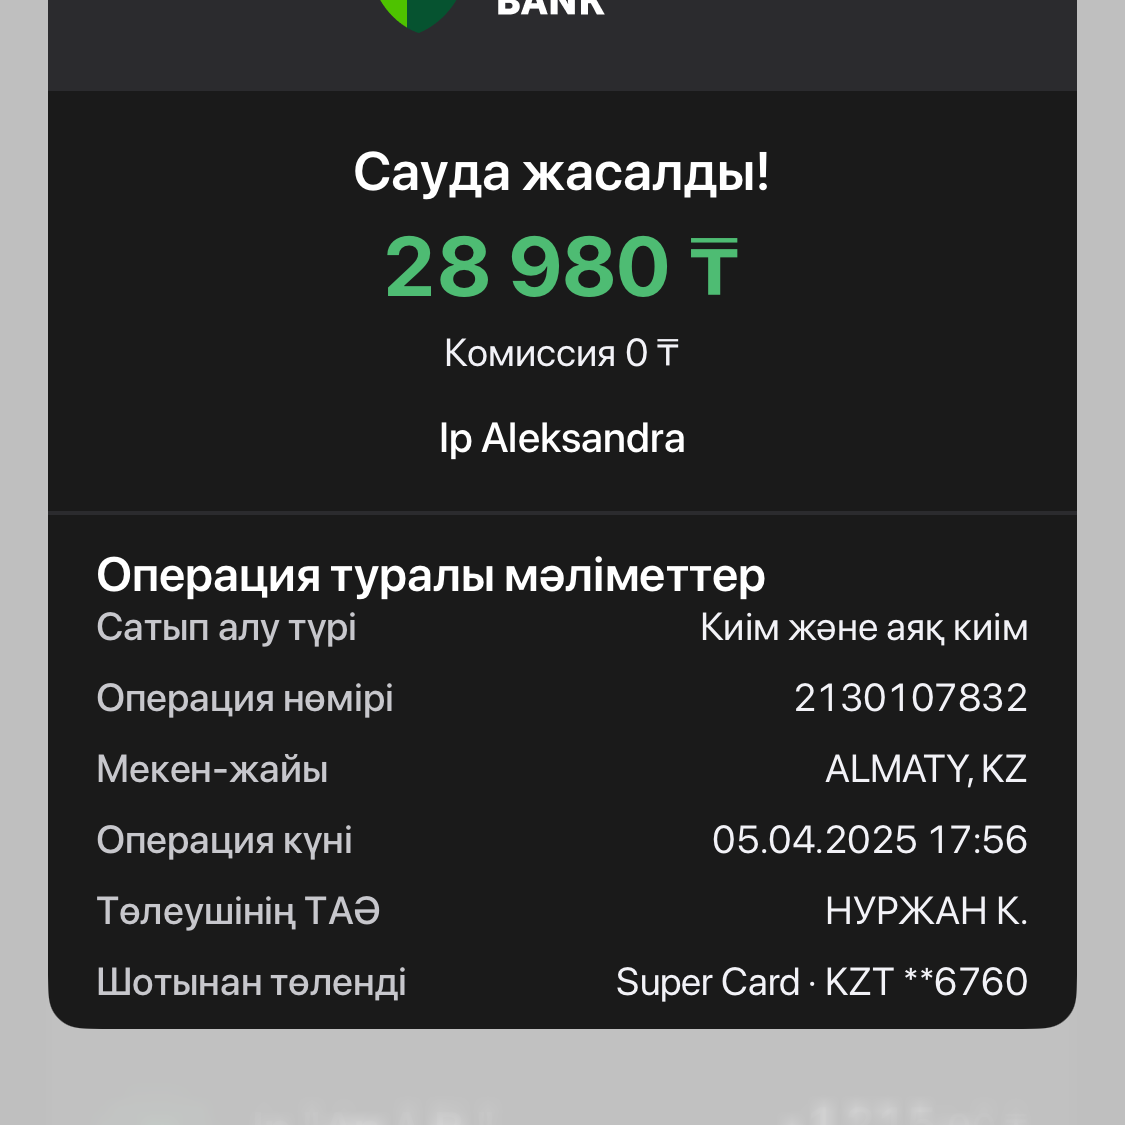 BANK
Сауда жасалды!
28 980 ₸
Комиссия 0 ₸
Ip Aleksandra
Операция туралы мәліметтер
Сатып алу түрі Киім және аяқ киім
Операция нөмірі 2130107832
Мекен-жайы ALMATY, KZ
Операция күні 05.04.2025 17:56
Төлеушінің ТАӘ НУРЖАН К.
Шотынан төленді Super Card · KZT **6760